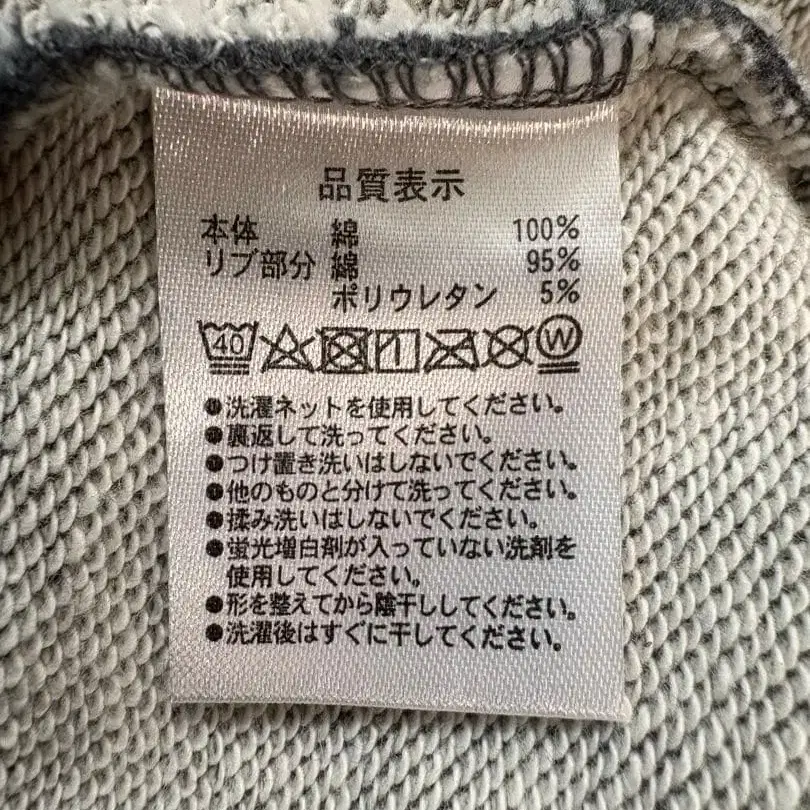 品質表示
本体 綿 100%
リブ部分 綿 95%
ポリウレタン 5%
40 W
●洗濯ネットを使用してください。
●裏返して洗ってください。
●つけ置き洗いはしないでください。
●他のものと分けて洗ってください。
●揉み洗いはしないでください。
●蛍光増白剤が入っていない洗剤を
使用してください。
●形を整えてから陰干ししてください。
●洗濯後はすぐに干してください。